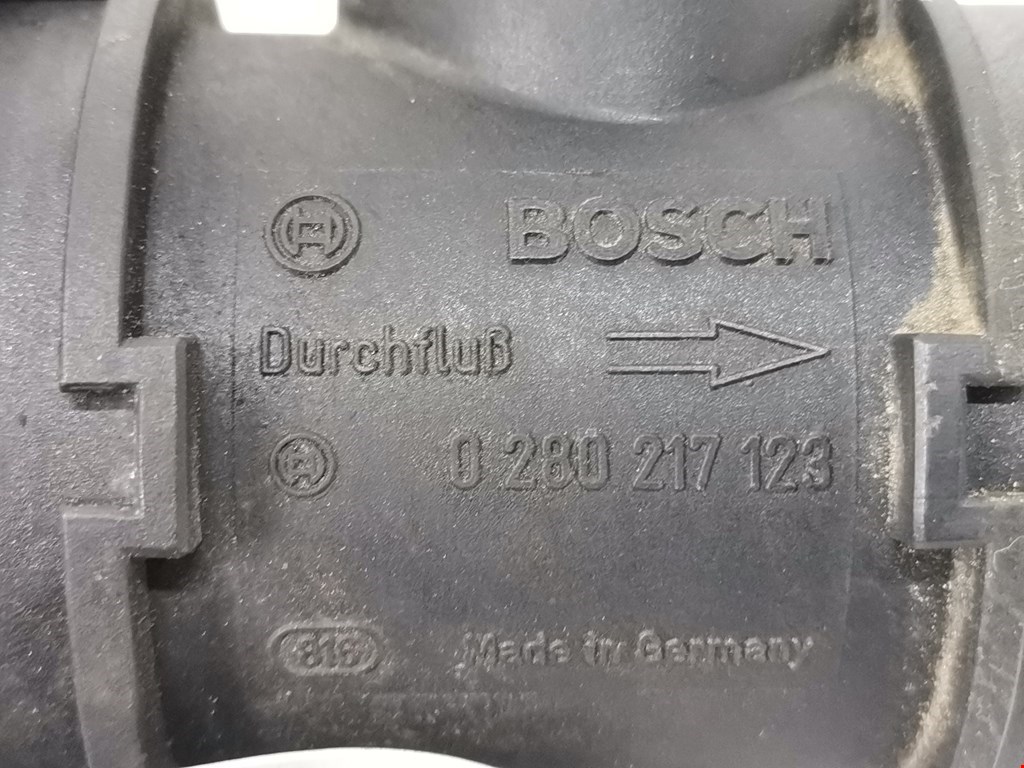 BOSCH
Durchfluß
0 280 217 123
816 Made in Germany